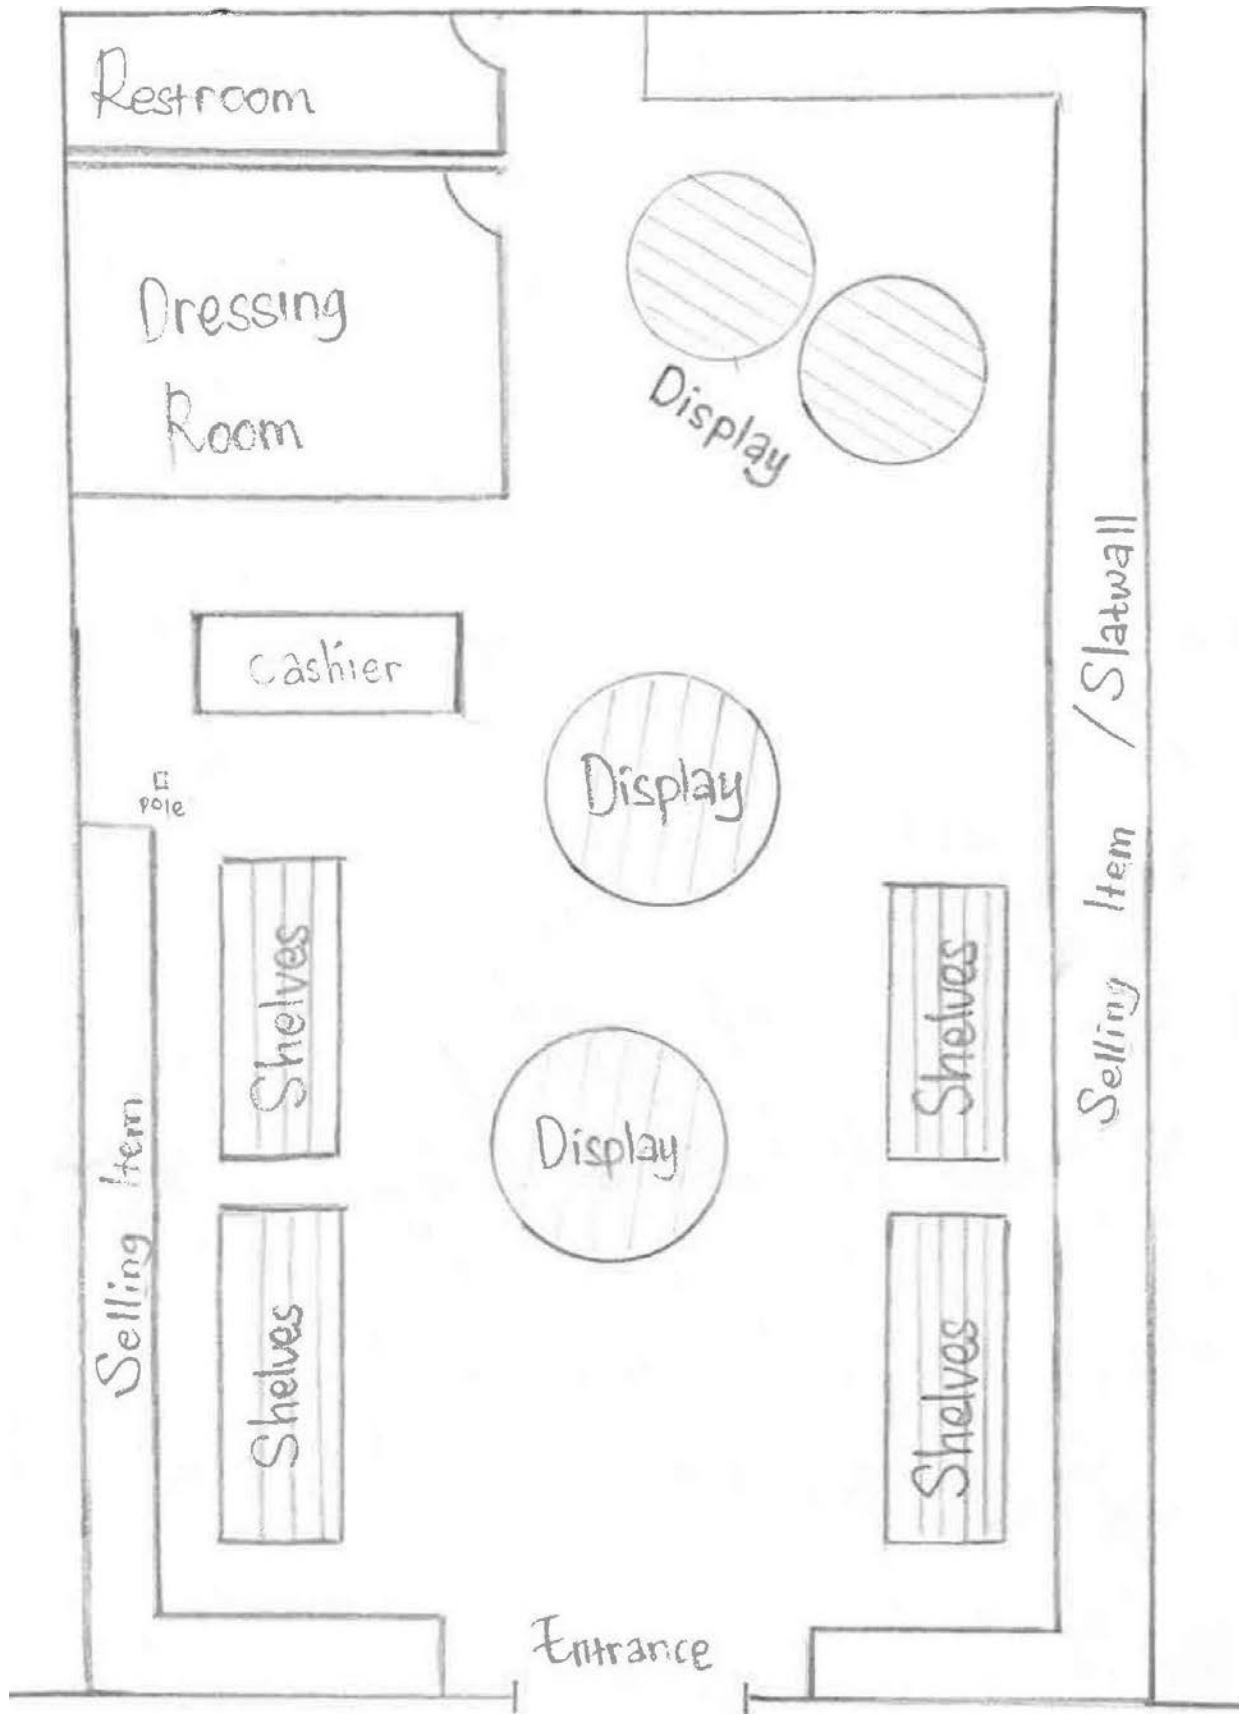 Restroom
Dressing
Room
Display
/Slatwall
Selling Item
cashier
Display
pole
Shelves
Shelves
Display
Selling Item
Shelves
Shelves
Entrance